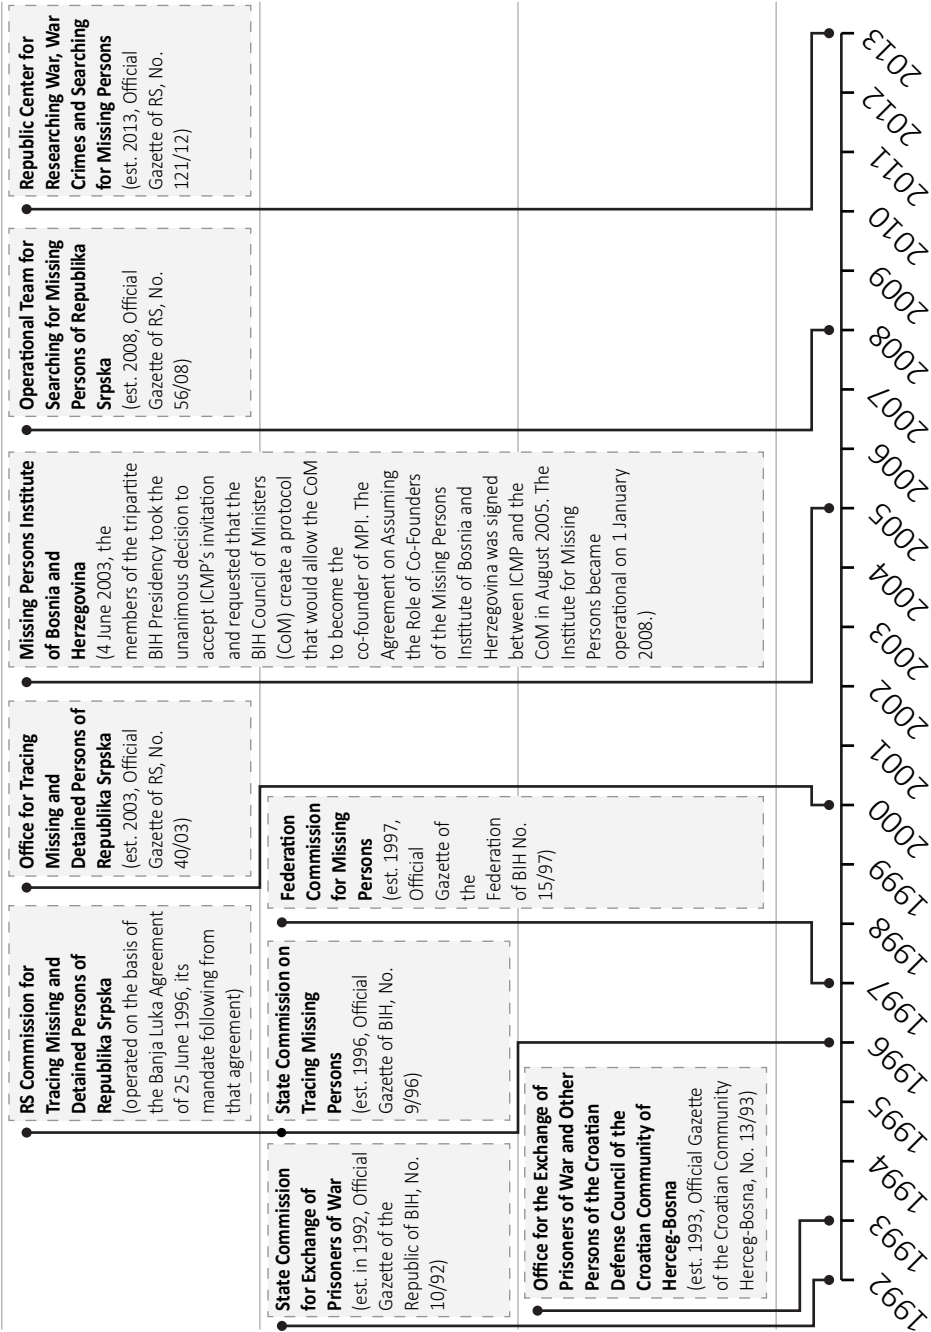 RS Commission for
Tracing Missing and
Detained Persons of
Republika Srpska
(operated on the basis of
the Banja Luka Agreement
of 25 June 1996, its
mandate following from
that agreement)
Office for Tracing
Missing and
Detained Persons of
Republika Srpska
(est. 2003, Official
Gazette of RS, No.
40/03)
Missing Persons Institute
of Bosnia and
Herzegovina
(4 June 2003, the
members of the tripartite
BIH Presidency took the
unanimous decision to
accept ICMP's invitation
and requested that the
BIH Council of Ministers
(CoM) create a protocol
that would allow the CoM
to become the
co-founder of MPI. The
Agreement on Assuming
the Role of Co-Founders
of the Missing Persons
Institute of Bosnia and
Herzegovina was signed
between ICMP and the
CoM in August 2005. The
Institute for Missing
Persons became
operational on 1 January
2008.)
Operational Team for
Searching for Missing
Persons of Republika
Srpska
(est. 2008, Official
Gazette of RS, No.
56/08)
Republic Center for
Researching War, War
Crimes and Searching
for Missing Persons
(est. 2013, Official
Gazette of RS, No.
121/12)
State Commission
for Exchange of
Prisoners of War
(est. in 1992, Official
Gazette of the
Republic of BIH, No.
10/92)
State Commission on
Tracing Missing
Persons
(est. 1996, Official
Gazette of BIH, No.
9/96)
Federation
Commission
for Missing
Persons
(est. 1997,
Official
Gazette of
the
Federation
of BIH No.
15/97)
Office for the Exchange of
Prisoners of War and Other
Persons of the Croatian
Defense Council of the
Croatian Community of
Herceg-Bosna
(est. 1993, Official Gazette
of the Croatian Community
Herceg-Bosna, No. 13/93)
1992
1993
1994
1995
1996
1997
1998
1999
2000
2001
2002
2003
2004
2005
2006
2007
2008
2009
2010
2011
2012
2013